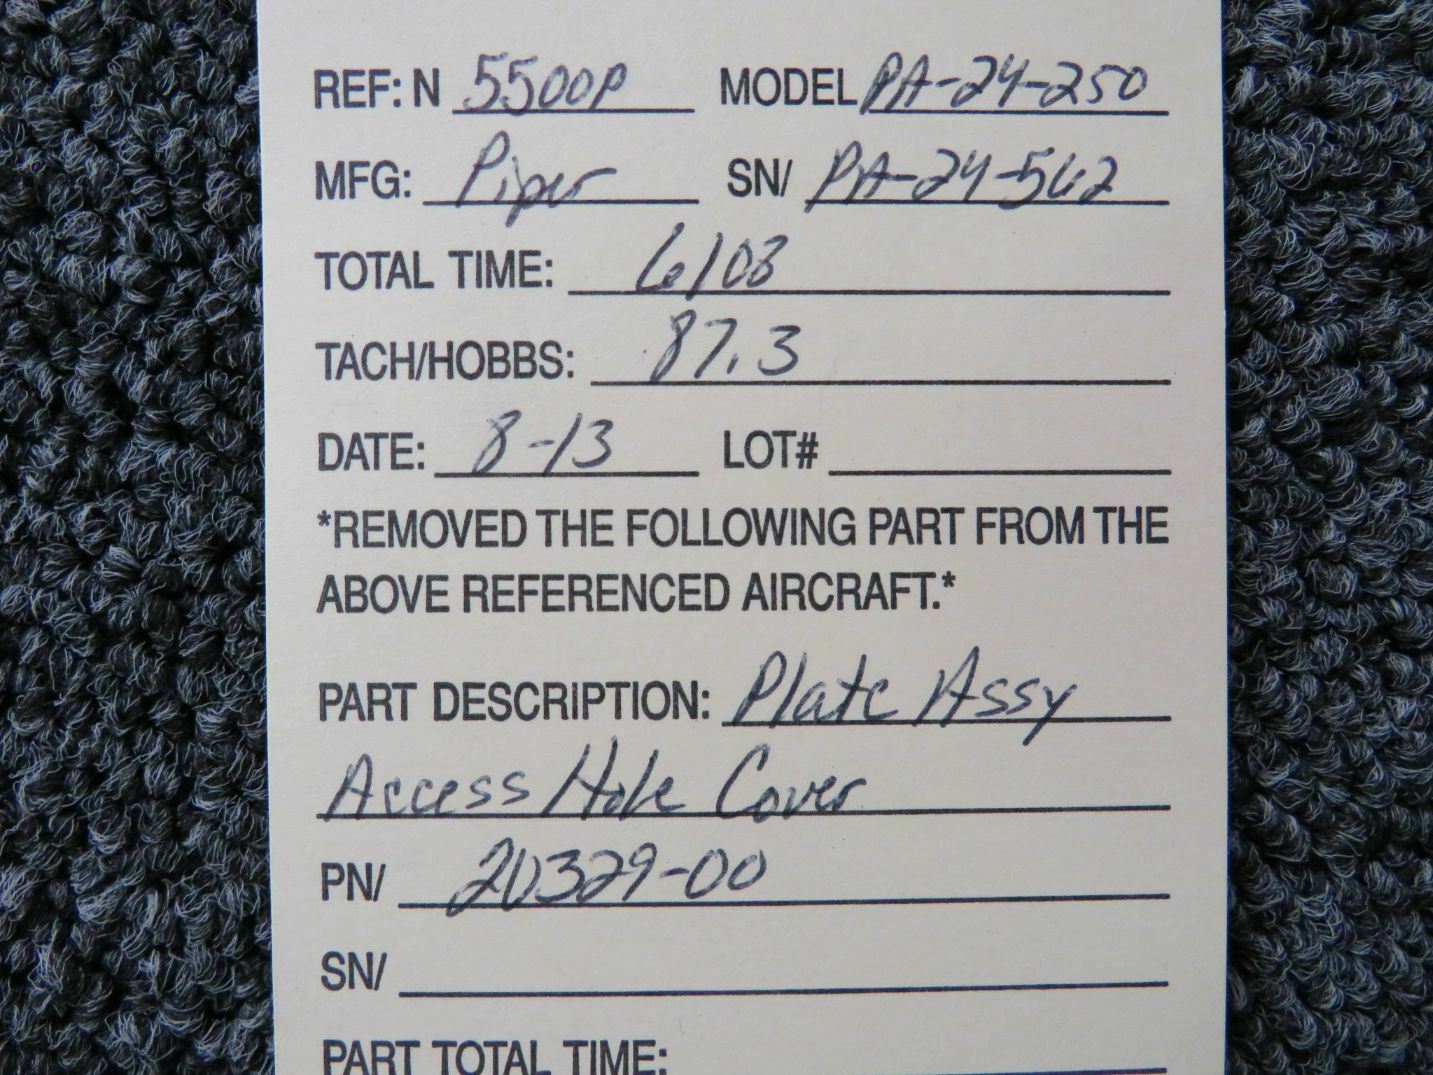 REF: N 5500P MODEL PA-24-250
MFG: Piper SN/ PA-24-562
TOTAL TIME: 6108
TACH/HOBBS: 87.3
DATE: 8-13 LOT#
*REMOVED THE FOLLOWING PART FROM THE
ABOVE REFERENCED AIRCRAFT.*
PART DESCRIPTION: Plate Assy
Access Hole Cover
PN/ 20329-00
SN/
PART TOTAL TIME: